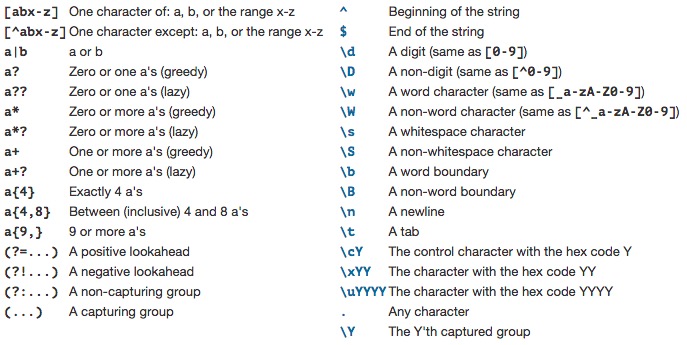 [abx-z] One character of: a, b, or the range x-z
[^abx-z] One character except: a, b, or the range x-z
a|b a or b
a? Zero or one a's (greedy)
a?? Zero or one a's (lazy)
a* Zero or more a's (greedy)
a*? Zero or more a's (lazy)
a+ One or more a's (greedy)
a+? One or more a's (lazy)
a{4} Exactly 4 a's
a{4,8} Between (inclusive) 4 and 8 a's
a{9,} 9 or more a's
(?=...) A positive lookahead
(?!...) A negative lookahead
(?:...) A non-capturing group
(...) A capturing group
^ Beginning of the string
$ End of the string
\d A digit (same as [0-9])
\D A non-digit (same as [^0-9])
\w A word character (same as [_a-zA-Z0-9])
\W A non-word character (same as [^_a-zA-Z0-9])
\s A whitespace character
\S A non-whitespace character
\b A word boundary
\B A non-word boundary
\n A newline
\t A tab
\cY The control character with the hex code Y
\xYY The character with the hex code YY
\uYYYY The character with the hex code YYYY
. Any character
\Y The Y'th captured group